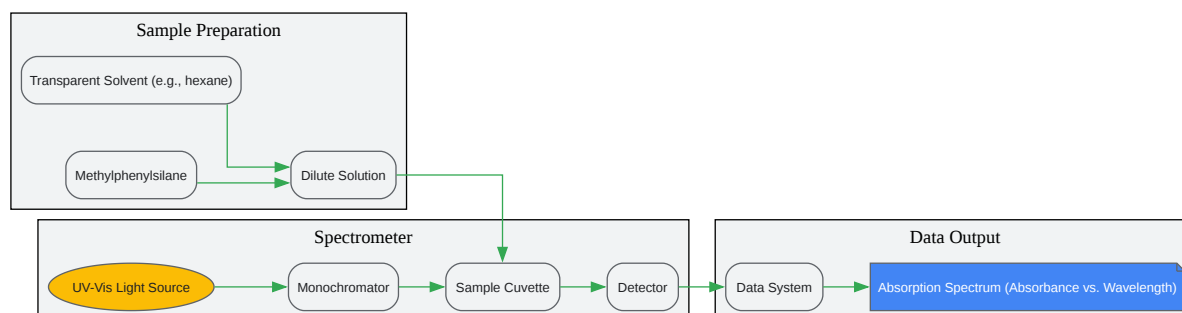 Sample Preparation
Transparent Solvent (e.g., hexane)
Methylphenylsilane
Dilute Solution
Spectrometer
UV-Vis Light Source
Monochromator
Sample Cuvette
Detector
Data Output
Data System
Absorption Spectrum (Absorbance vs. Wavelength)